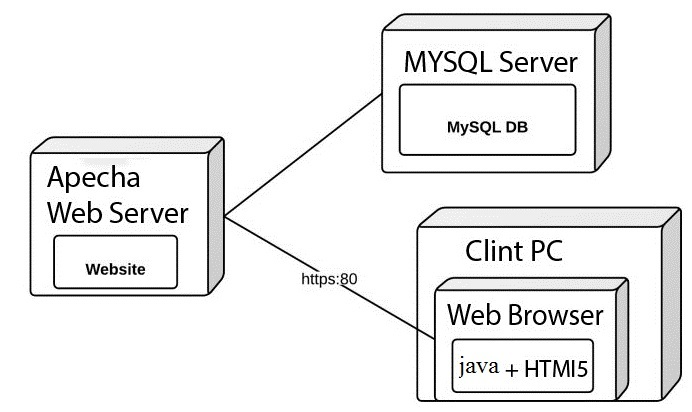 MYSQL Server
MySQL DB
Apecha
Web Server
Website
https:80
Clint PC
Web Browser
java + HTMl5